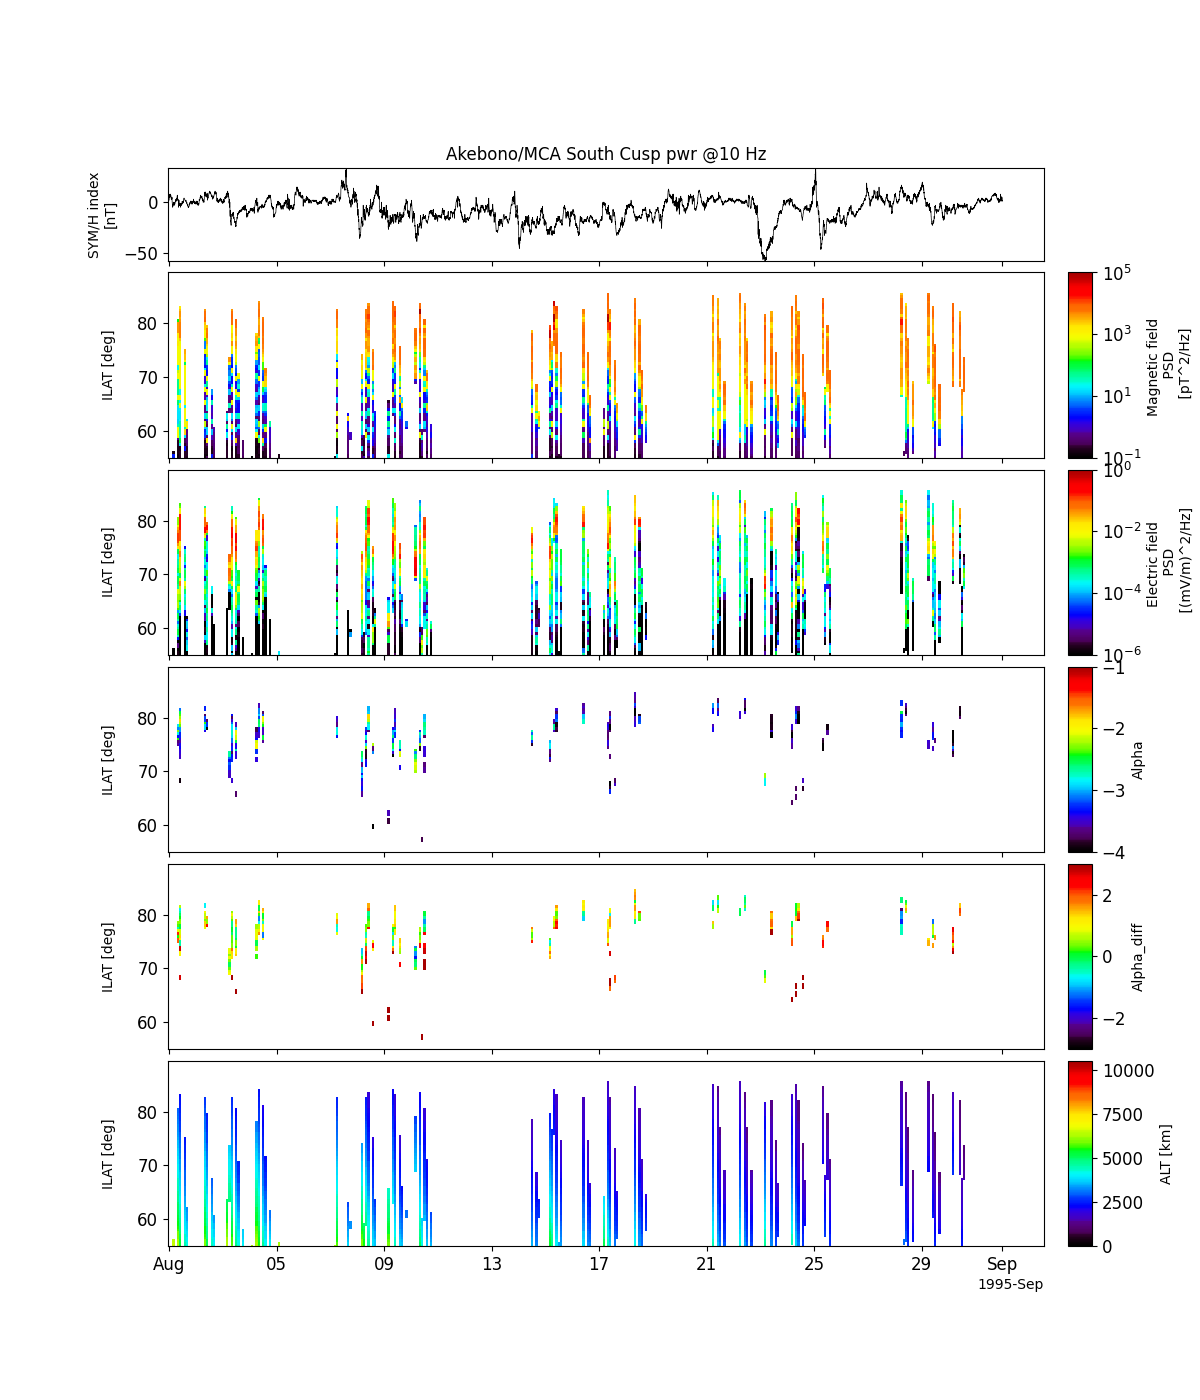 Akebono/MCA South Cusp pwr @10 Hz
SYM/H index
[nT]
0
−50
ILAT [deg]
80
70
60
10^5
10^3
10^1
10^-1
Magnetic field
PSD
[pT^2/Hz]
ILAT [deg]
80
70
60
10^0
10^-2
10^-4
10^-6
Electric field
PSD
[(mV/m)^2/Hz]
ILAT [deg]
80
70
60
−1
−2
−3
−4
Alpha
ILAT [deg]
80
70
60
2
0
−2
Alpha_diff
ILAT [deg]
80
70
60
10000
7500
5000
2500
0
ALT [km]
Aug 05 09 13 17 21 25 29 Sep
1995-Sep